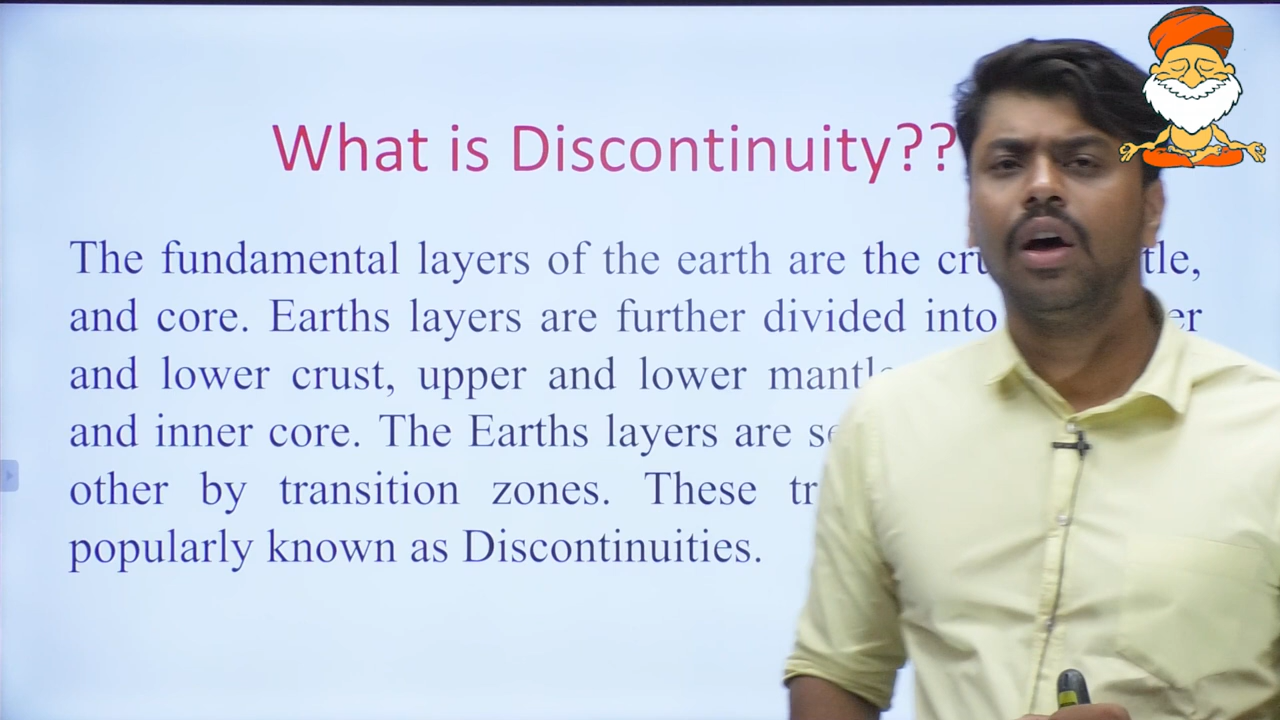 What is Discontinuity??
The fundamental layers of the earth are the
and core. Earths layers are further divided into
and lower crust, upper and lower
and inner core. The Earths layers are
other by transition zones. These
popularly known as Discontinuities.